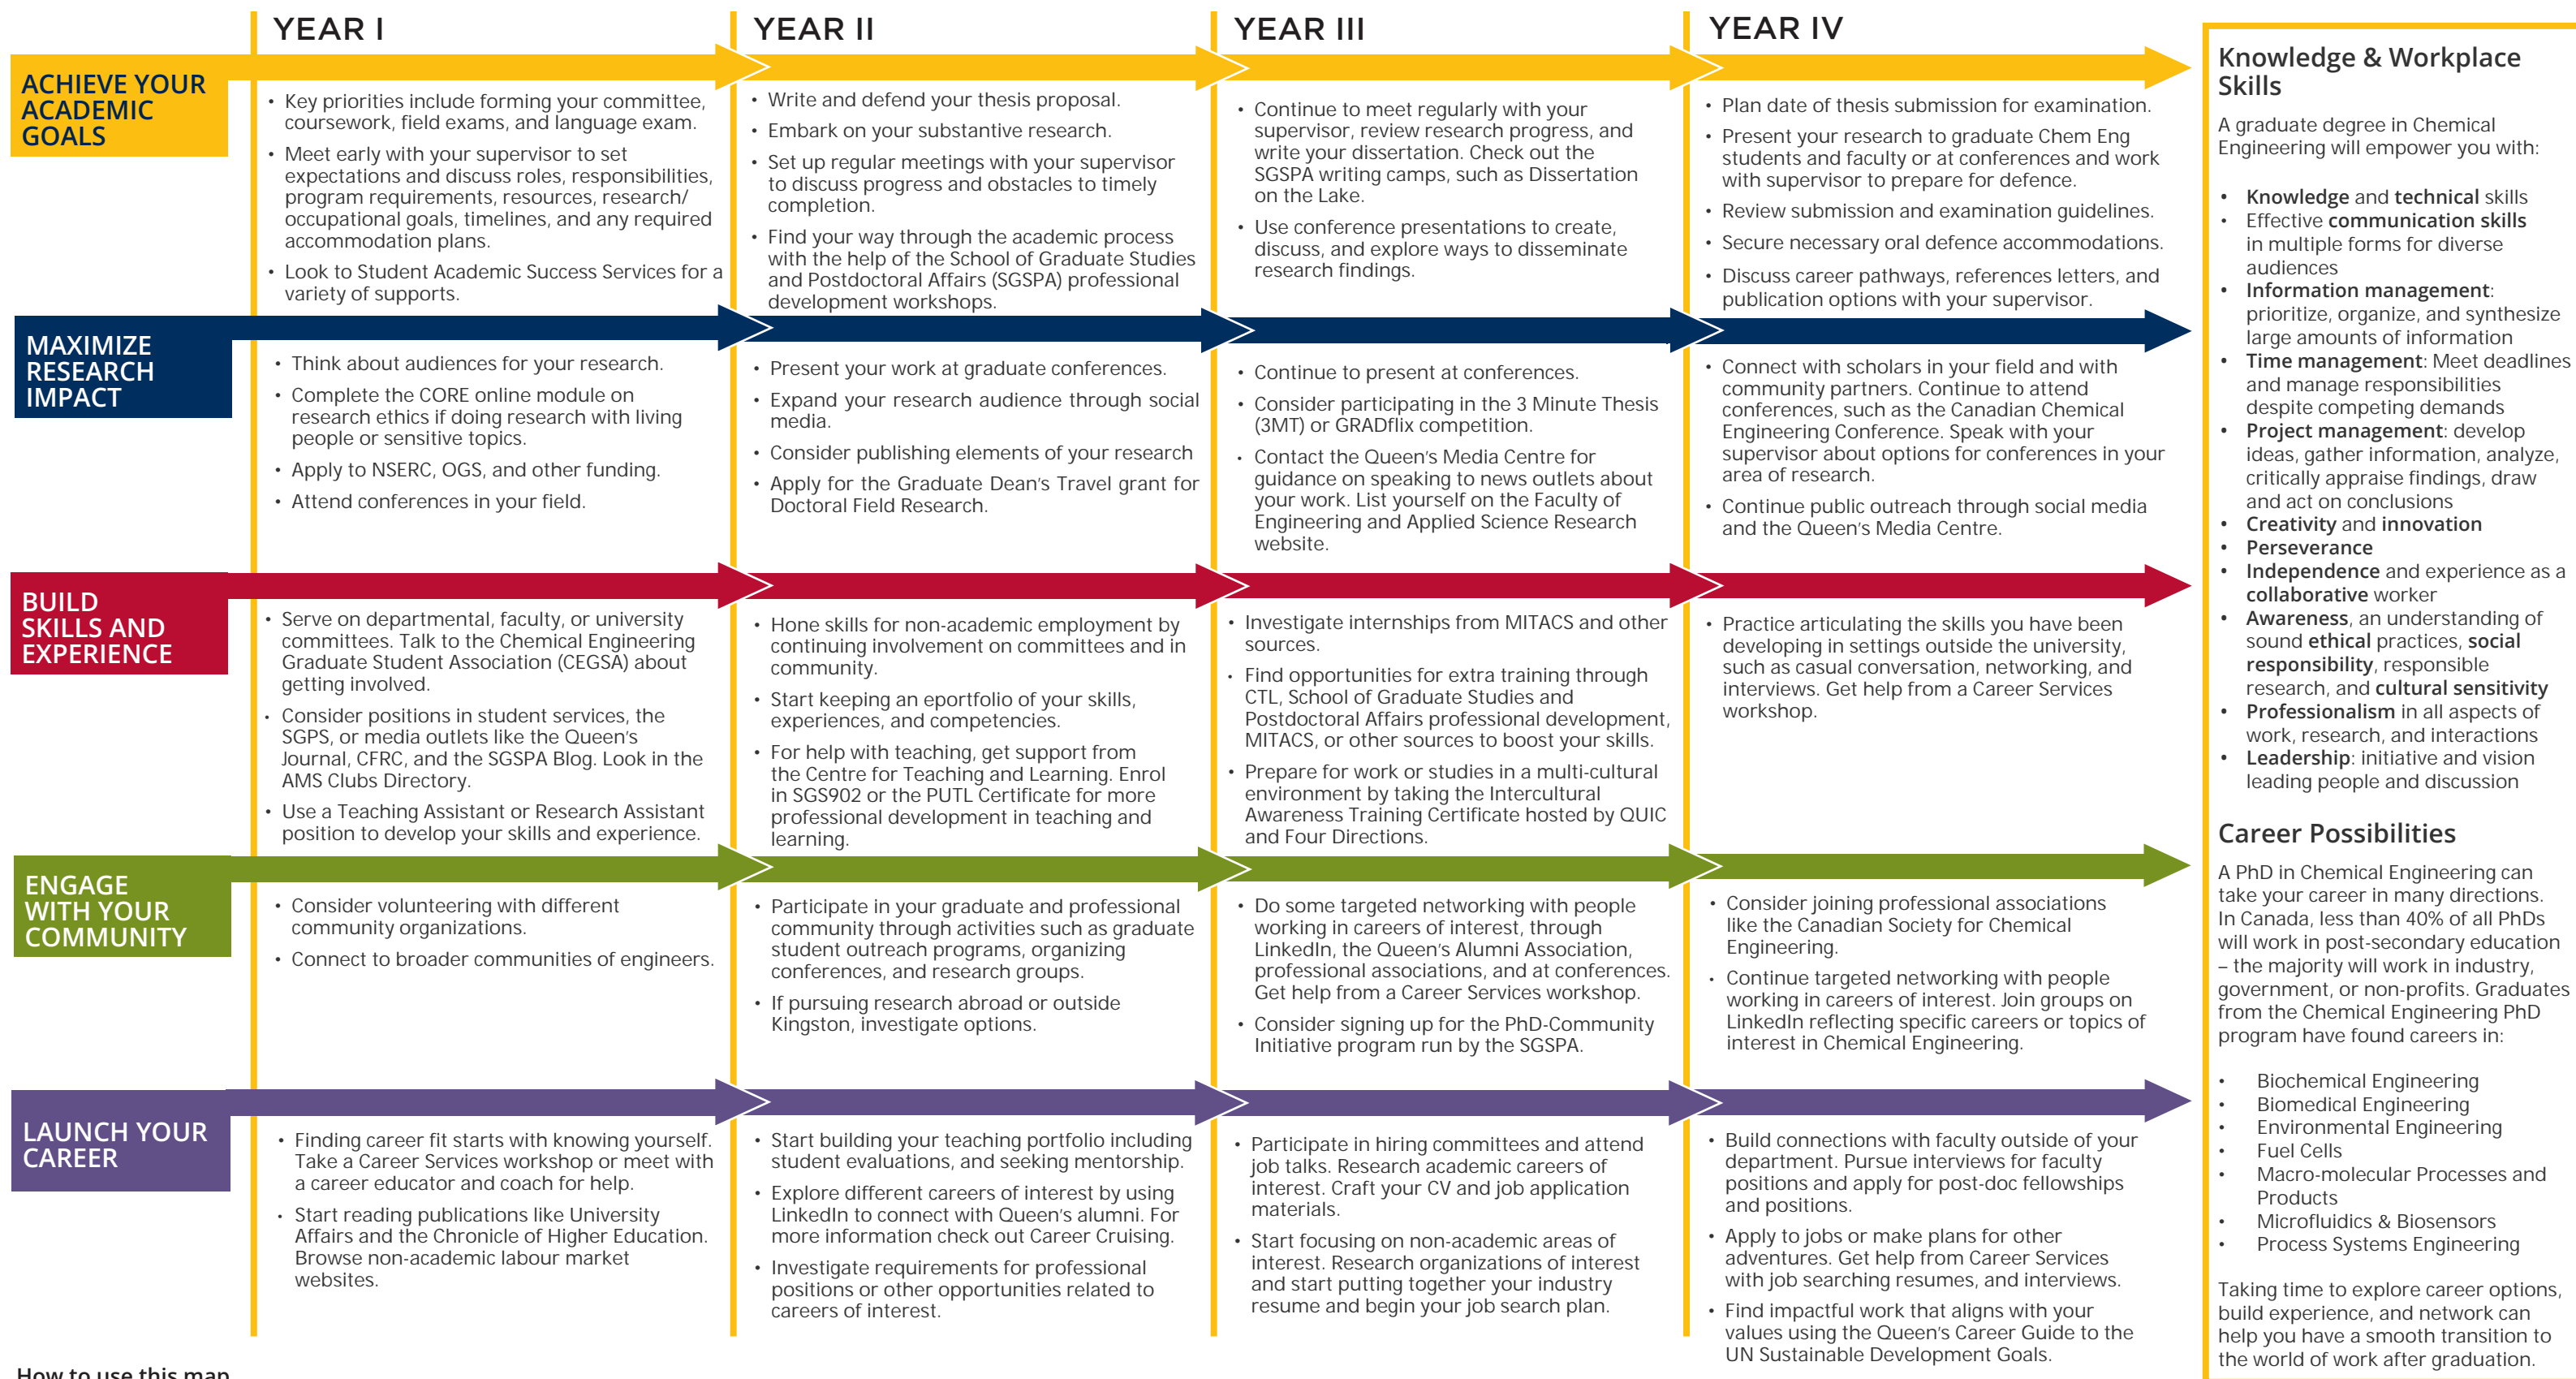 YEAR I
YEAR II
YEAR III
YEAR IV
ACHIEVE YOUR
ACADEMIC
GOALS
• Key priorities include forming your committee,
coursework, field exams, and language exam.
• Meet early with your supervisor to set
expectations and discuss roles, responsibilities,
program requirements, resources, research/
occupational goals, timelines, and any required
accommodation plans.
• Look to Student Academic Success Services for a
variety of supports.
• Write and defend your thesis proposal.
• Embark on your substantive research.
• Set up regular meetings with your supervisor
to discuss progress and obstacles to timely
completion.
• Find your way through the academic process
with the help of the School of Graduate Studies
and Postdoctoral Affairs (SGSPA) professional
development workshops.
• Continue to meet regularly with your
supervisor, review research progress, and
write your dissertation. Check out the
SGSPA writing camps, such as Dissertation
on the Lake.
• Use conference presentations to create,
discuss, and explore ways to disseminate
research findings.
• Plan date of thesis submission for examination.
• Present your research to graduate Chem Eng
students and faculty or at conferences and work
with supervisor to prepare for defence.
• Review submission and examination guidelines.
• Secure necessary oral defence accommodations.
• Discuss career pathways, references letters, and
publication options with your supervisor.
MAXIMIZE
RESEARCH
IMPACT
• Think about audiences for your research.
• Complete the CORE online module on
research ethics if doing research with living
people or sensitive topics.
• Apply to NSERC, OGS, and other funding.
• Attend conferences in your field.
• Present your work at graduate conferences.
• Expand your research audience through social
media.
• Consider publishing elements of your research
• Apply for the Graduate Dean's Travel grant for
Doctoral Field Research.
• Continue to present at conferences.
• Consider participating in the 3 Minute Thesis
(3MT) or GRADflix competition.
• Contact the Queen's Media Centre for
guidance on speaking to news outlets about
your work. List yourself on the Faculty of
Engineering and Applied Science Research
website.
• Connect with scholars in your field and with
community partners. Continue to attend
conferences, such as the Canadian Chemical
Engineering Conference. Speak with your
supervisor about options for conferences in your
area of research.
• Continue public outreach through social media
and the Queen's Media Centre.
BUILD
SKILLS AND
EXPERIENCE
• Serve on departmental, faculty, or university
committees. Talk to the Chemical Engineering
Graduate Student Association (CEGSA) about
getting involved.
• Consider positions in student services, the
SGPS, or media outlets like the Queen's
Journal, CFRC, and the SGSPA Blog. Look in the
AMS Clubs Directory.
• Use a Teaching Assistant or Research Assistant
position to develop your skills and experience.
• Hone skills for non-academic employment by
continuing involvement on committees and in
community.
• Start keeping an eportfolio of your skills,
experiences, and competencies.
• For help with teaching, get support from
the Centre for Teaching and Learning. Enrol
in SGS902 or the PUTL Certificate for more
professional development in teaching and
learning.
• Investigate internships from MITACS and other
sources.
• Find opportunities for extra training through
CTL, School of Graduate Studies and
Postdoctoral Affairs professional development,
MITACS, or other sources to boost your skills.
• Prepare for work or studies in a multi-cultural
environment by taking the Intercultural
Awareness Training Certificate hosted by QUIC
and Four Directions.
• Practice articulating the skills you have been
developing in settings outside the university,
such as casual conversation, networking, and
interviews. Get help from a Career Services
workshop.
ENGAGE
WITH YOUR
COMMUNITY
• Consider volunteering with different
community organizations.
• Connect to broader communities of engineers.
• Participate in your graduate and professional
community through activities such as graduate
student outreach programs, organizing
conferences, and research groups.
• If pursuing research abroad or outside
Kingston, investigate options.
• Do some targeted networking with people
working in careers of interest, through
LinkedIn, the Queen's Alumni Association,
professional associations, and at conferences.
Get help from a Career Services workshop.
• Consider signing up for the PhD-Community
Initiative program run by the SGSPA.
• Consider joining professional associations
like the Canadian Society for Chemical
Engineering.
• Continue targeted networking with people
working in careers of interest. Join groups on
LinkedIn reflecting specific careers or topics of
interest in Chemical Engineering.
LAUNCH YOUR
CAREER
• Finding career fit starts with knowing yourself.
Take a Career Services workshop or meet with
a career educator and coach for help.
• Start reading publications like University
Affairs and the Chronicle of Higher Education.
Browse non-academic labour market
websites.
• Start building your teaching portfolio including
student evaluations, and seeking mentorship.
• Explore different careers of interest by using
LinkedIn to connect with Queen's alumni. For
more information check out Career Cruising.
• Investigate requirements for professional
positions or other opportunities related to
careers of interest.
• Participate in hiring committees and attend
job talks. Research academic careers of
interest. Craft your CV and job application
materials.
• Start focusing on non-academic areas of
interest. Research organizations of interest
and start putting together your industry
resume and begin your job search plan.
• Build connections with faculty outside of your
department. Pursue interviews for faculty
positions and apply for post-doc fellowships
and positions.
• Apply to jobs or make plans for other
adventures. Get help from Career Services
with job searching resumes, and interviews.
• Find impactful work that aligns with your
values using the Queen's Career Guide to the
UN Sustainable Development Goals.
Knowledge & Workplace
Skills
A graduate degree in Chemical
Engineering will empower you with:
• Knowledge and technical skills
• Effective communication skills
in multiple forms for diverse
audiences
• Information management:
prioritize, organize, and synthesize
large amounts of information
• Time management: Meet deadlines
and manage responsibilities
despite competing demands
• Project management: develop
ideas, gather information, analyze,
critically appraise findings, draw
and act on conclusions
• Creativity and innovation
• Perseverance
• Independence and experience as a
collaborative worker
• Awareness, an understanding of
sound ethical practices, social
responsibility, responsible
research, and cultural sensitivity
• Professionalism in all aspects of
work, research, and interactions
• Leadership: initiative and vision
leading people and discussion
Career Possibilities
A PhD in Chemical Engineering can
take your career in many directions.
In Canada, less than 40% of all PhDs
will work in post-secondary education
– the majority will work in industry,
government, or non-profits. Graduates
from the Chemical Engineering PhD
program have found careers in:
• Biochemical Engineering
• Biomedical Engineering
• Environmental Engineering
• Fuel Cells
• Macro-molecular Processes and
Products
• Microfluidics & Biosensors
• Process Systems Engineering
Taking time to explore career options,
build experience, and network can
help you have a smooth transition to
the world of work after graduation.
How to use this map